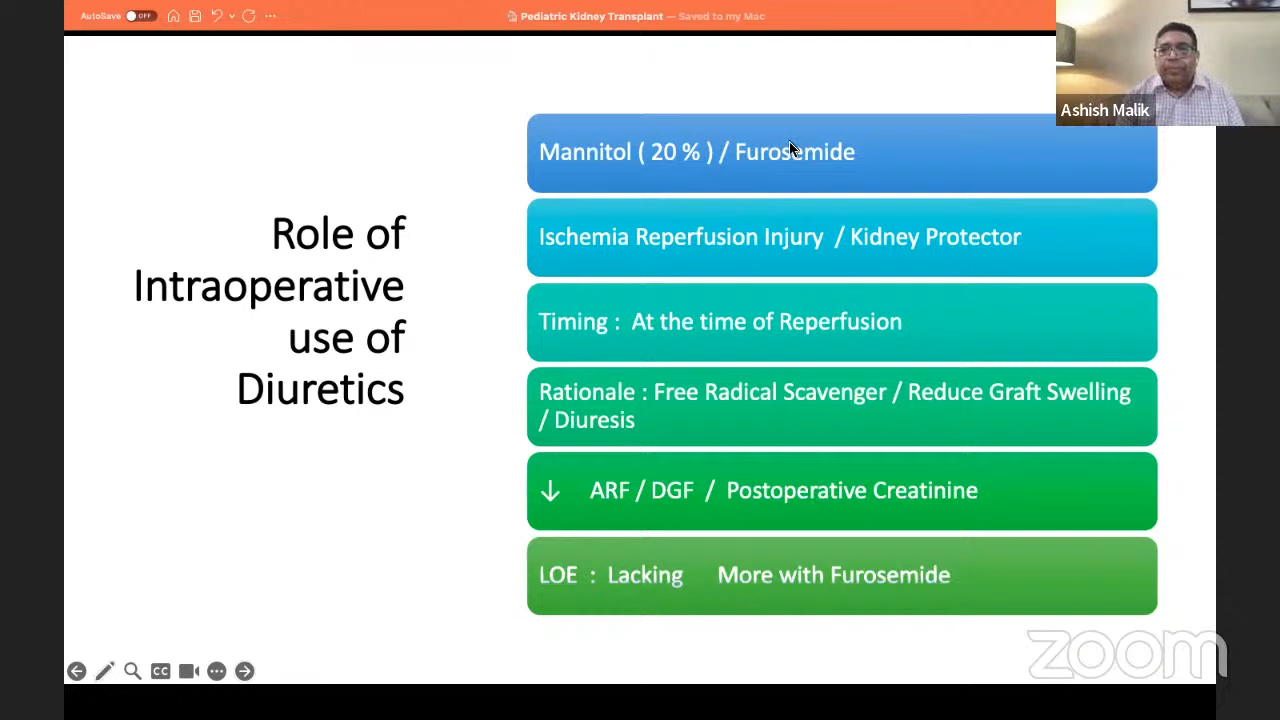 AutoSave OFF
Pediatric Kidney Transplant — Saved to my Mac
Ashish Malik
Role of
Intraoperative
use of
Diuretics
Mannitol ( 20 % ) / Furosemide
Ischemia Reperfusion Injury / Kidney Protector
Timing : At the time of Reperfusion
Rationale : Free Radical Scavenger / Reduce Graft Swelling
/ Diuresis
↓ ARF / DGF / Postoperative Creatinine
LOE : Lacking More with Furosemide
CC
zoom